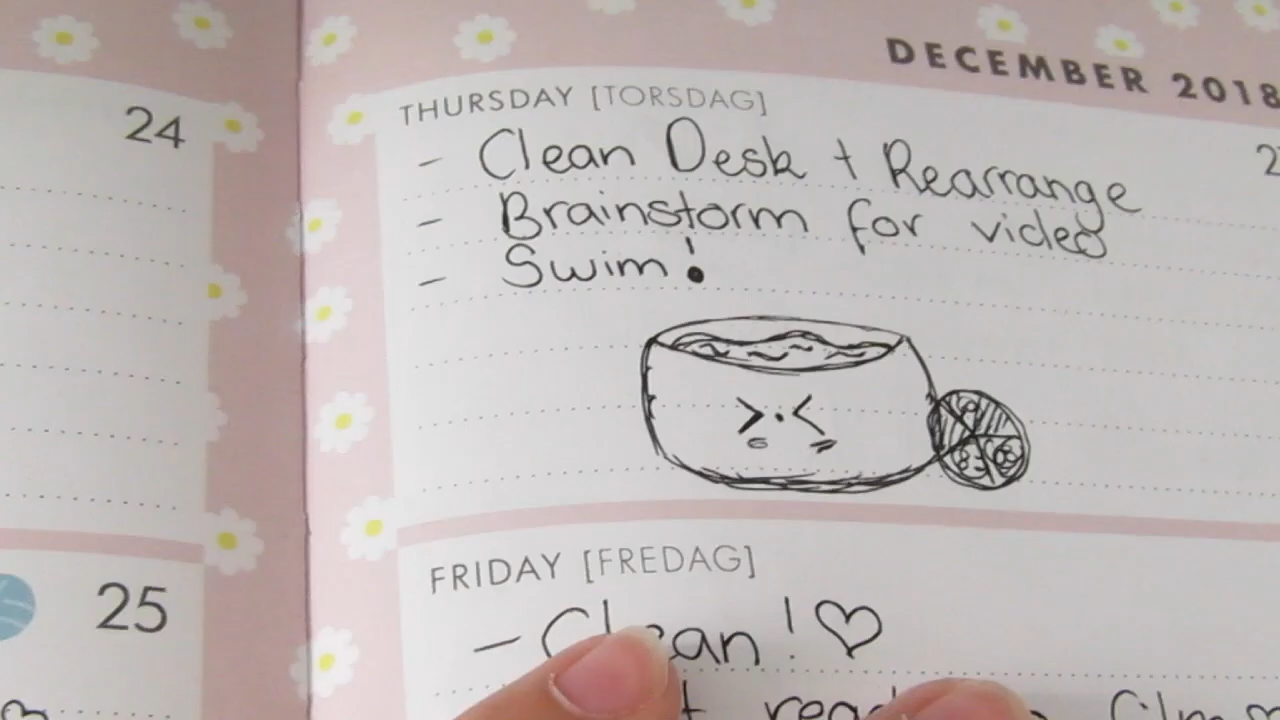 24
25
DECEMBER 2018
THURSDAY [TORSDAG]
- Clean Desk + Rearrange
- Brainstorm for video
- Swim!
FRIDAY [FREDAG]
- Clean! ♡